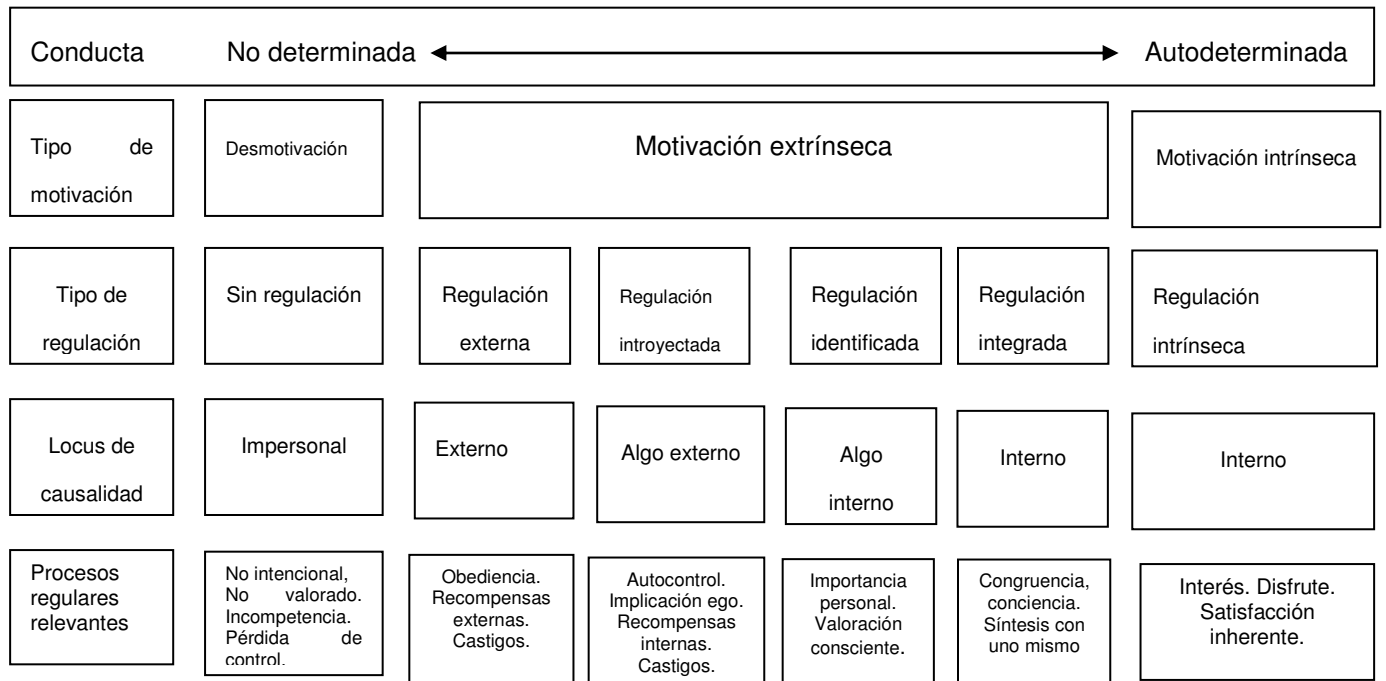 Conducta No determinada Autodeterminada
Tipo de
motivación
Desmotivación
Motivación extrínseca
Motivación intrínseca
Tipo de
regulación
Sin regulación
Regulación
externa
Regulación
introyectada
Regulación
identificada
Regulación
integrada
Regulación
intrínseca
Locus de
causalidad
Impersonal
Externo
Algo externo
Algo
interno
Interno
Interno
Procesos
regulares
relevantes
No intencional,
No valorado.
Incompetencia.
Pérdida de
control.
Obediencia.
Recompensas
externas.
Castigos.
Autocontrol.
Implicación ego.
Recompensas
internas.
Castigos.
Importancia
personal.
Valoración
consciente.
Congruencia,
conciencia.
Síntesis con
uno mismo
Interés. Disfrute.
Satisfacción
inherente.